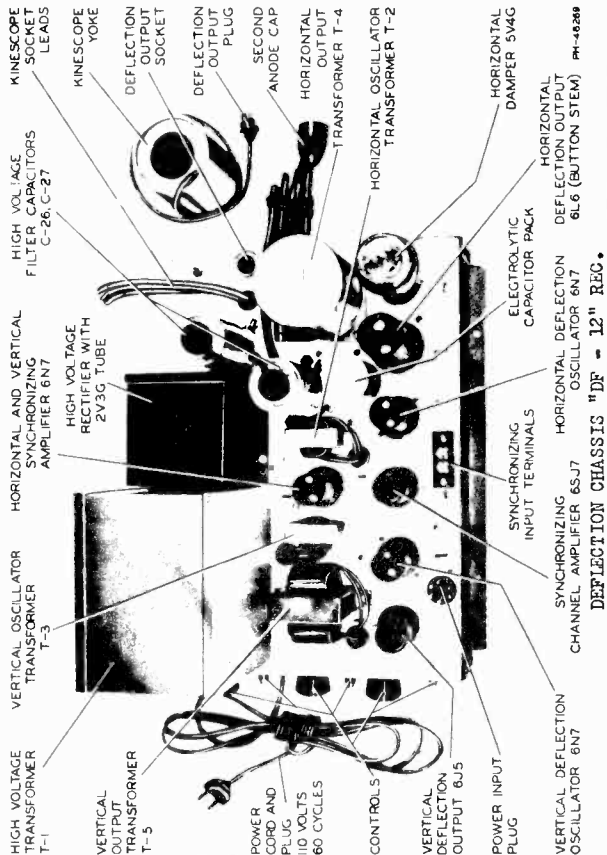 HIGH VOLTAGE
TRANSFORMER
T-1
VERTICAL OSCILLATOR
TRANSFORMER
T-3
HORIZONTAL AND VERTICAL
SYNCHRONIZING
AMPLIFIER 6N7
HIGH VOLTAGE
RECTIFIER WITH
2V3G TUBE
HIGH VOLTAGE
FILTER CAPACITORS
C-26, C-27
KINESCOPE
SOCKET
LEADS
KINESCOPE
YOKE
DEFLECTION
OUTPUT
SOCKET
DEFLECTION
OUTPUT
PLUG
SECOND
ANODE CAP
HORIZONTAL
OUTPUT
TRANSFORMER T-4
HORIZONTAL OSCILLATOR
TRANSFORMER T-2
HORIZONTAL
DAMPER 5V4G
VERTICAL
OUTPUT
TRANSFORMER
T-5
POWER
CORD AND
PLUG
110 VOLTS
60 CYCLES
CONTROLS
VERTICAL
DEFLECTION
OUTPUT 6J5
POWER INPUT
PLUG
VERTICAL DEFLECTION
OSCILLATOR 6N7
SYNCHRONIZING
CHANNEL AMPLIFIER 6SJ7
SYNCHRONIZING
INPUT TERMINALS
HORIZONTAL DEFLECTION
OSCILLATOR 6N7
ELECTROLYTIC
CAPACITOR PACK
HORIZONTAL
DEFLECTION OUTPUT
6L6 (BUTTON STEM)
PH-46269
DEFLECTION CHASSIS "DF - 12" REC.